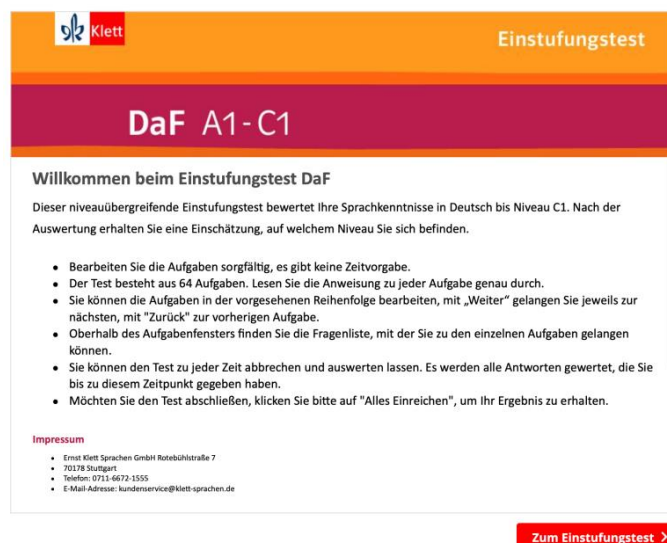 Klett
Einstufungstest
DaF A1-C1
Willkommen beim Einstufungstest DaF
Dieser niveauübergreifende Einstufungstest bewertet Ihre Sprachkenntnisse in Deutsch bis Niveau C1. Nach der
Auswertung erhalten Sie eine Einschätzung, auf welchem Niveau Sie sich befinden.
• Bearbeiten Sie die Aufgaben sorgfältig, es gibt keine Zeitvorgabe.
• Der Test besteht aus 64 Aufgaben. Lesen Sie die Anweisung zu jeder Aufgabe genau durch.
• Sie können die Aufgaben in der vorgesehenen Reihenfolge bearbeiten, mit „Weiter“ gelangen Sie jeweils zur
nächsten, mit "Zurück" zur vorherigen Aufgabe.
• Oberhalb des Aufgabenfensters finden Sie die Fragenliste, mit der Sie zu den einzelnen Aufgaben gelangen
können.
• Sie können den Test zu jeder Zeit abbrechen und auswerten lassen. Es werden alle Antworten gewertet, die Sie
bis zu diesem Zeitpunkt gegeben haben.
• Möchten Sie den Test abschließen, klicken Sie bitte auf "Alles Einreichen", um Ihr Ergebnis zu erhalten.
Impressum
• Ernst Klett Sprachen GmbH Rotebühlstraße 7
• 70178 Stuttgart
• Telefon: 0711-6672-1555
• E-Mail-Adresse: kundenservice@klett-sprachen.de
Zum Einstufungstest